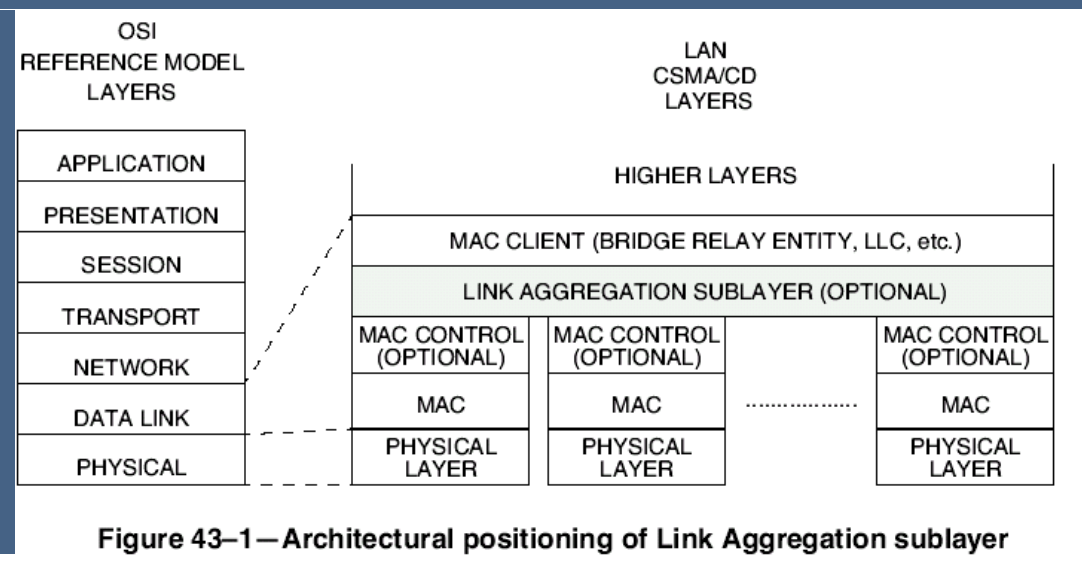 OSI
REFERENCE MODEL
LAYERS
APPLICATION
PRESENTATION
SESSION
TRANSPORT
NETWORK
DATA LINK
PHYSICAL
LAN
CSMA/CD
LAYERS
HIGHER LAYERS
MAC CLIENT (BRIDGE RELAY ENTITY, LLC, etc.)
LINK AGGREGATION SUBLAYER (OPTIONAL)
MAC CONTROL
(OPTIONAL)
MAC
PHYSICAL
LAYER
MAC CONTROL
(OPTIONAL)
MAC
PHYSICAL
LAYER
MAC CONTROL
(OPTIONAL)
MAC
PHYSICAL
LAYER
Figure 43–1—Architectural positioning of Link Aggregation sublayer